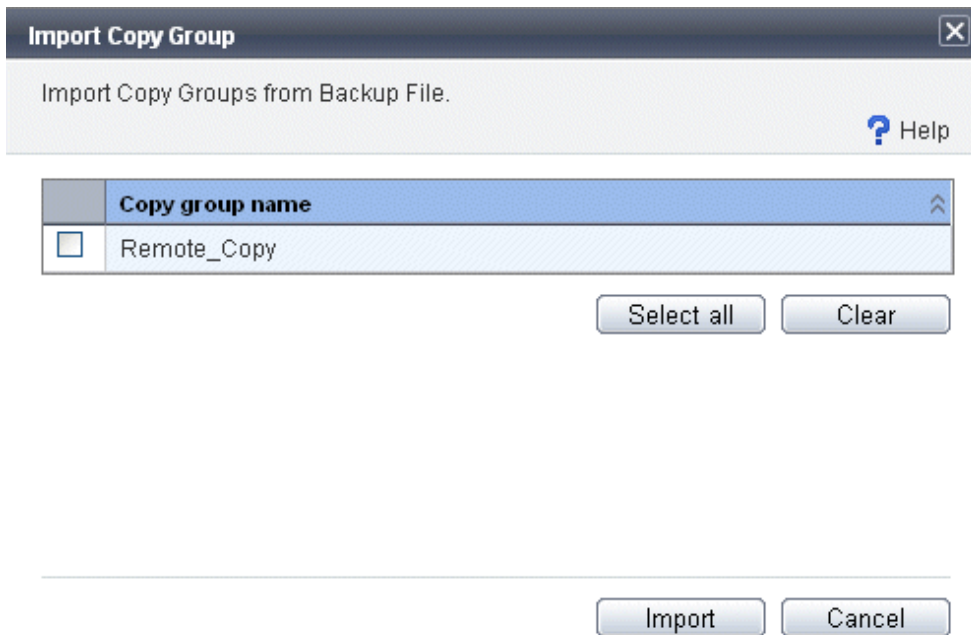 Import Copy Group
Import Copy Groups from Backup File.
? Help
Copy group name
Remote_Copy
Select all Clear
Import Cancel